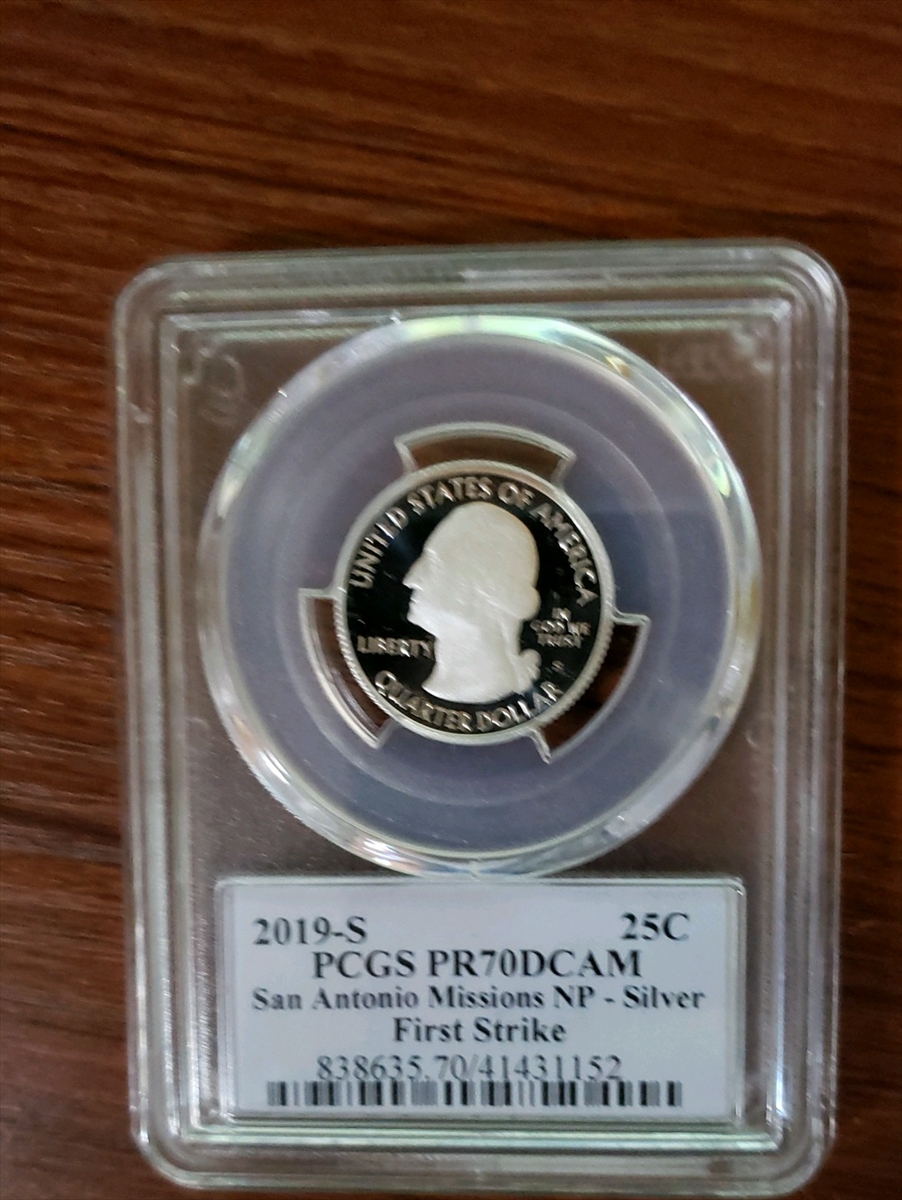 UNITED STATES OF AMERICA
IN
GOD WE
TRUST
LIBERTY
S
QUARTER DOLLAR
2019-S 25C
PCGS PR70DCAM
San Antonio Missions NP - Silver
First Strike
838635.70/41431152